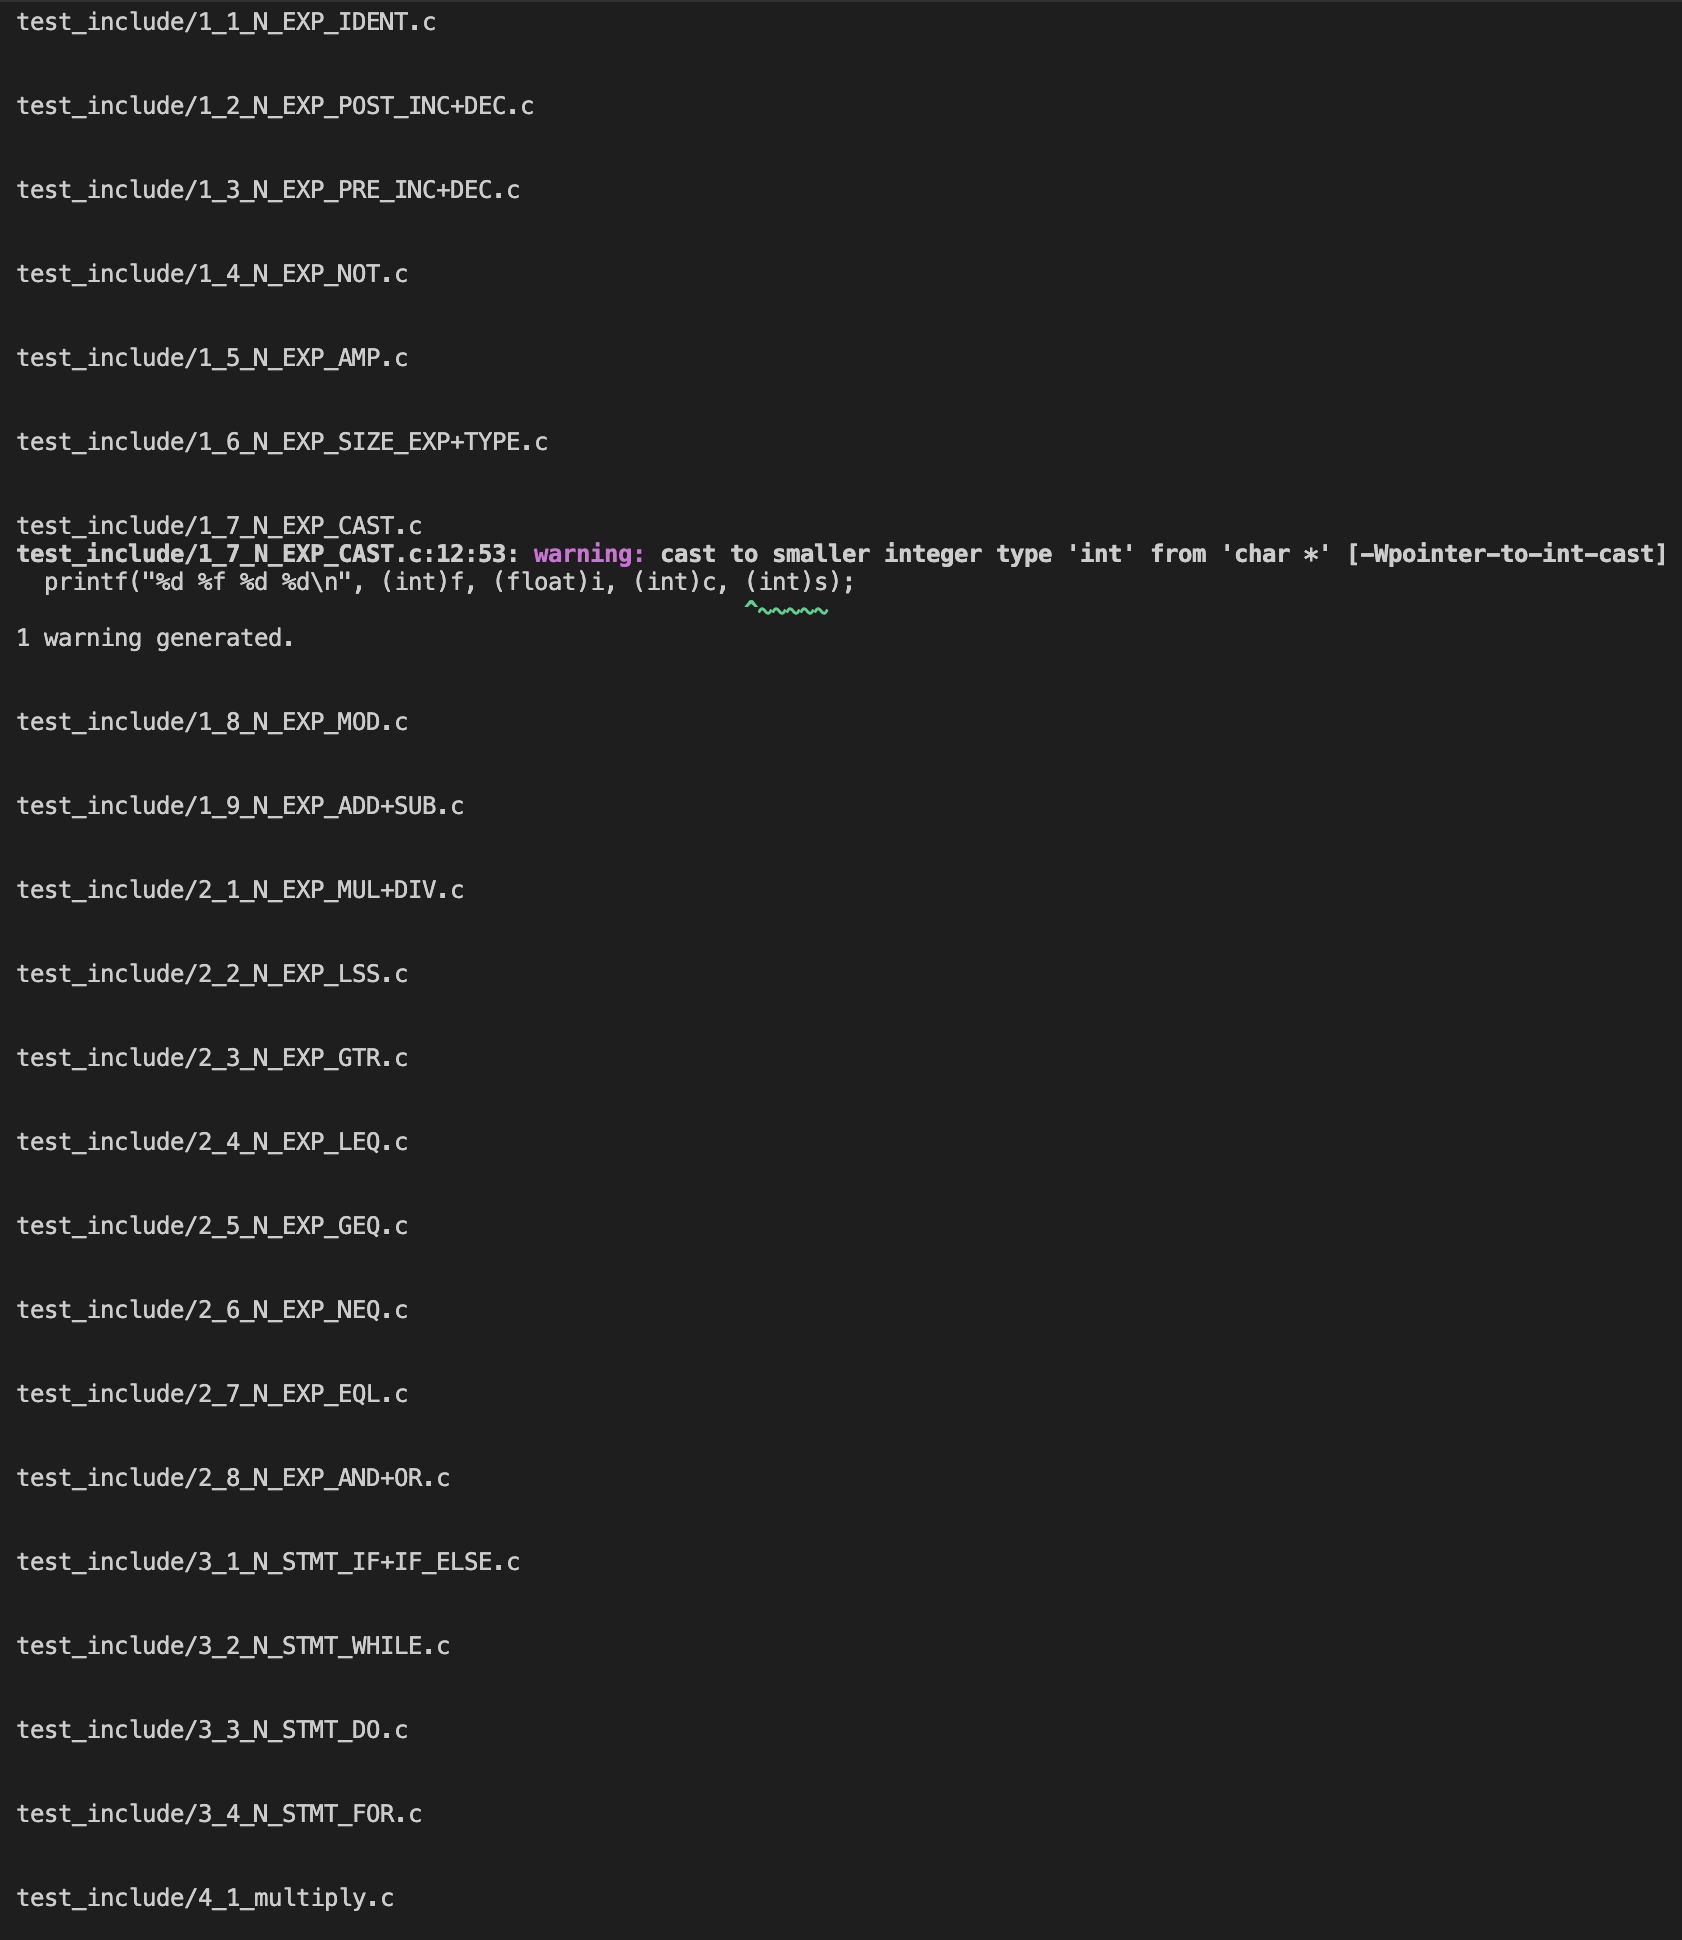 test_include/1_1_N_EXP_IDENT.c
test_include/1_2_N_EXP_POST_INC+DEC.c
test_include/1_3_N_EXP_PRE_INC+DEC.c
test_include/1_4_N_EXP_NOT.c
test_include/1_5_N_EXP_AMP.c
test_include/1_6_N_EXP_SIZE_EXP+TYPE.c
test_include/1_7_N_EXP_CAST.c
test_include/1_7_N_EXP_CAST.c:12:53: warning: cast to smaller integer type 'int' from 'char *' [-Wpointer-to-int-cast]
  printf("%d %f %d %d\n", (int)f, (float)i, (int)c, (int)s);
                                                    ^~~~~~
1 warning generated.
test_include/1_8_N_EXP_MOD.c
test_include/1_9_N_EXP_ADD+SUB.c
test_include/2_1_N_EXP_MUL+DIV.c
test_include/2_2_N_EXP_LSS.c
test_include/2_3_N_EXP_GTR.c
test_include/2_4_N_EXP_LEQ.c
test_include/2_5_N_EXP_GEQ.c
test_include/2_6_N_EXP_NEQ.c
test_include/2_7_N_EXP_EQL.c
test_include/2_8_N_EXP_AND+OR.c
test_include/3_1_N_STMT_IF+IF_ELSE.c
test_include/3_2_N_STMT_WHILE.c
test_include/3_3_N_STMT_DO.c
test_include/3_4_N_STMT_FOR.c
test_include/4_1_multiply.c